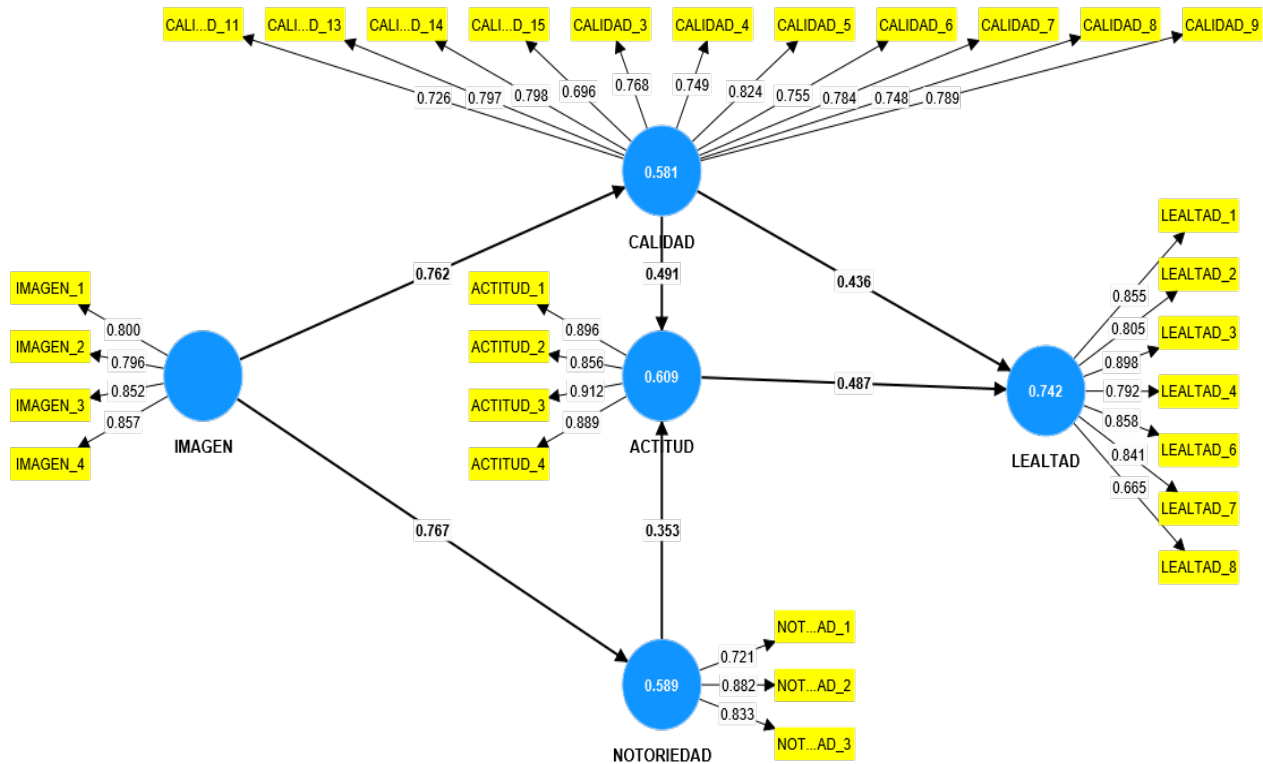 CALI...D_11
CALI...D_13
CALI...D_14
CALI...D_15
CALIDAD_3
CALIDAD_4
CALIDAD_5
CALIDAD_6
CALIDAD_7
CALIDAD_8
CALIDAD_9
0.726
0.797
0.798
0.696
0.768
0.749
0.824
0.755
0.784
0.748
0.789
0.581
CALIDAD
0.762
0.491
0.436
IMAGEN_1
IMAGEN_2
IMAGEN_3
IMAGEN_4
0.800
0.796
0.852
0.857
IMAGEN
ACTITUD_1
ACTITUD_2
ACTITUD_3
ACTITUD_4
0.896
0.856
0.912
0.889
0.609
ACTITUD
0.487
0.742
LEALTAD
0.855
0.805
0.898
0.792
0.858
0.841
0.665
LEALTAD_1
LEALTAD_2
LEALTAD_3
LEALTAD_4
LEALTAD_6
LEALTAD_7
LEALTAD_8
0.767
0.353
0.589
NOTORIEDAD
0.721
0.882
0.833
NOT...AD_1
NOT...AD_2
NOT...AD_3